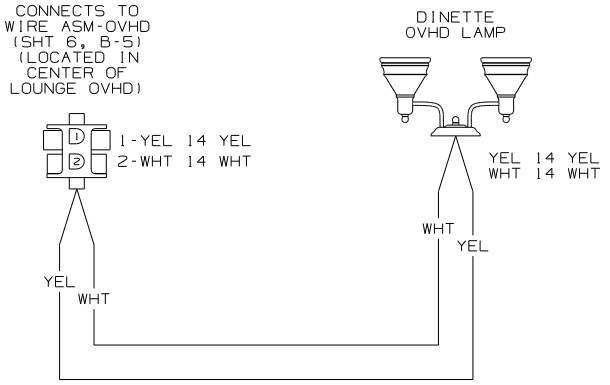 CONNECTS TO
WIRE ASM-OVHD
(SHT 6, B-5)
(LOCATED IN
CENTER OF
LOUNGE OVHD)
DINETTE
OVHD LAMP
1
2
1-YEL 14 YEL
2-WHT 14 WHT
YEL 14 YEL
WHT 14 WHT
WHT
YEL
YEL
WHT